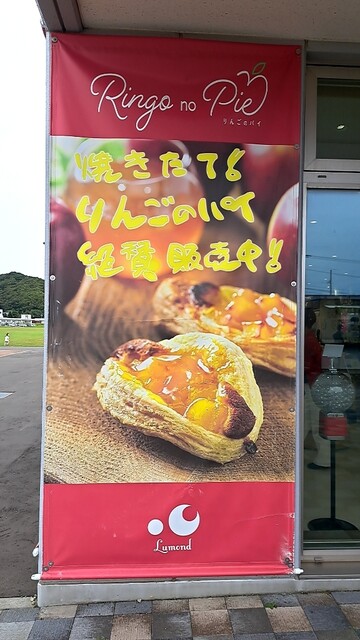 Ringo no Pie
りんごのパイ
焼きたて!
りんごのパイ
絶賛販売中!
Lumond